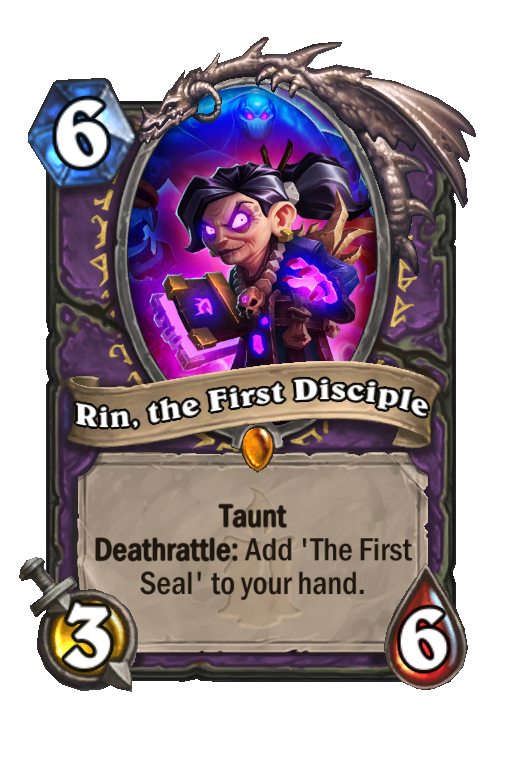 6
Rin, the First Disciple
Taunt
Deathrattle: Add 'The First
Seal' to your hand.
3
6